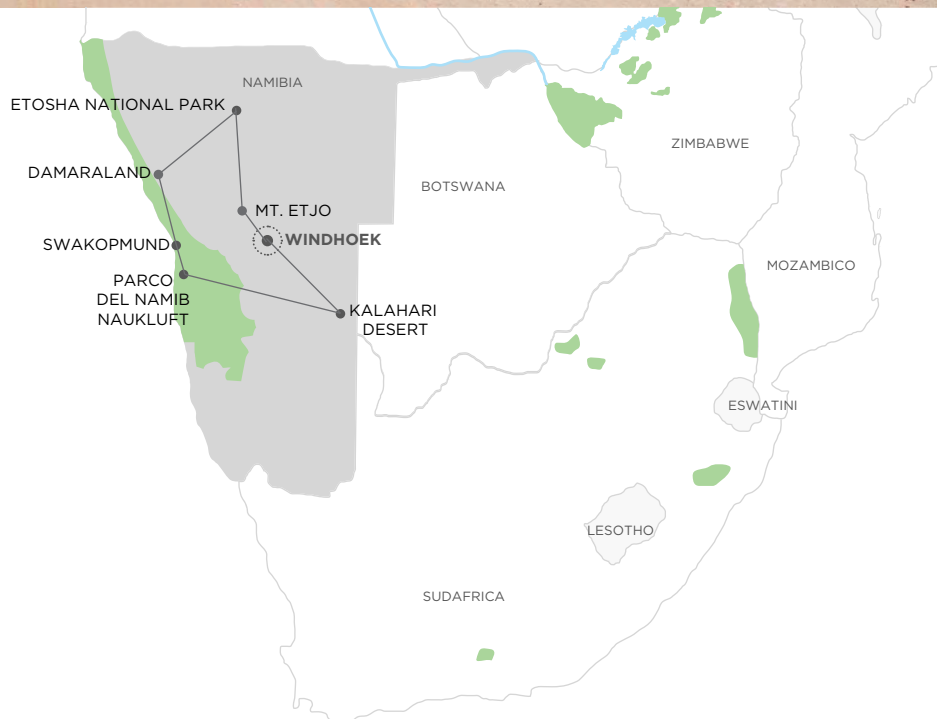 NAMIBIA
ETOSHA NATIONAL PARK
ZIMBABWE
DAMARALAND
BOTSWANA
MT. ETJO
WINDHOEK
SWAKOPMUND
MOZAMBICO
PARCO
DEL NAMIB
NAUKLUFT
KALAHARI
DESERT
ESWATINI
LESOTHO
SUDAFRICA